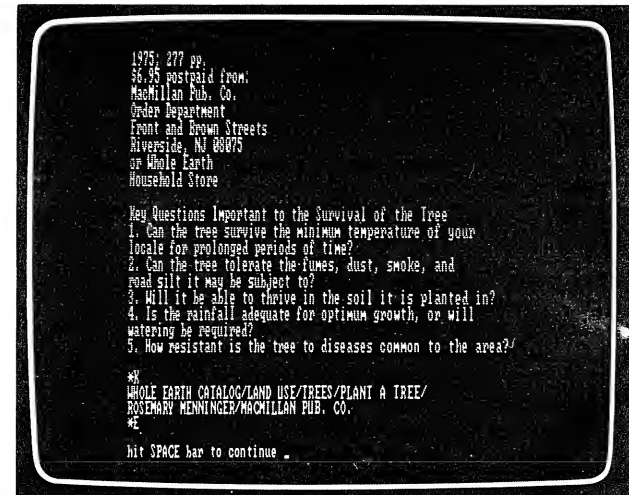 1975; 277 pp.
$6.95 postpaid from:
MacMillan Pub. Co.
Order Department
Front and Brown Streets
Riverside, NJ 08075
or Whole Earth
Household Store
Key Questions Important to the Survival of the Tree
1. Can the tree survive the minimum temperature of your
locale for prolonged periods of time?
2. Can the tree tolerate the fumes, dust, smoke, and
road silt it may be subject to?
3. Will it be able to thrive in the soil it is planted in?
4. Is the rainfall adequate for optimum growth, or will
watering be required?
5. How resistant is the tree to diseases common to the area?
*K
WHOLE EARTH CATALOG/LAND USE/TREES/PLANT A TREE/
ROSEMARY MENNINGER/MACMILLAN PUB. CO.
*E
hit SPACE bar to continue _